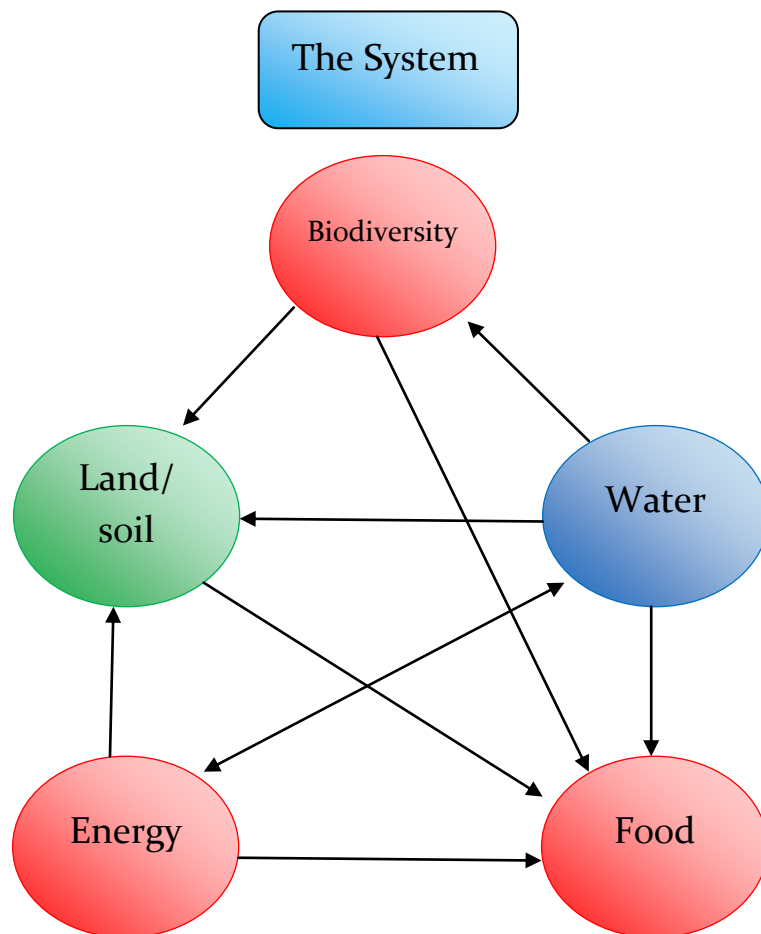 The System
Biodiversity
Land/
soil
Water
Energy
Food